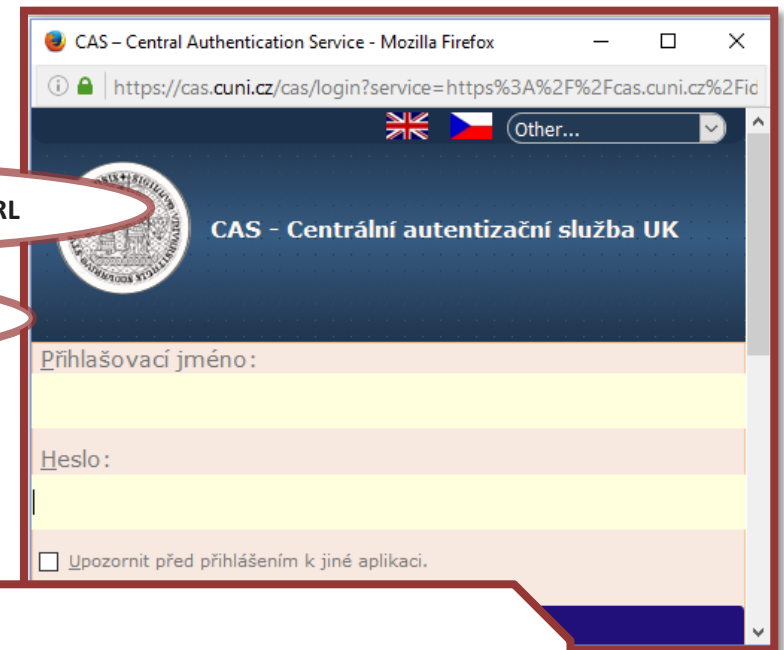 CAS – Central Authentication Service - Mozilla Firefox
https://cas.cuni.cz/cas/login?service=https%3A%2F%2Fcas.cuni.cz%2Fic
Other...
RL
CAS - Centrální autentizační služba UK
Přihlašovací jméno:
Heslo:
Upozornit před přihlášením k jiné aplikaci.